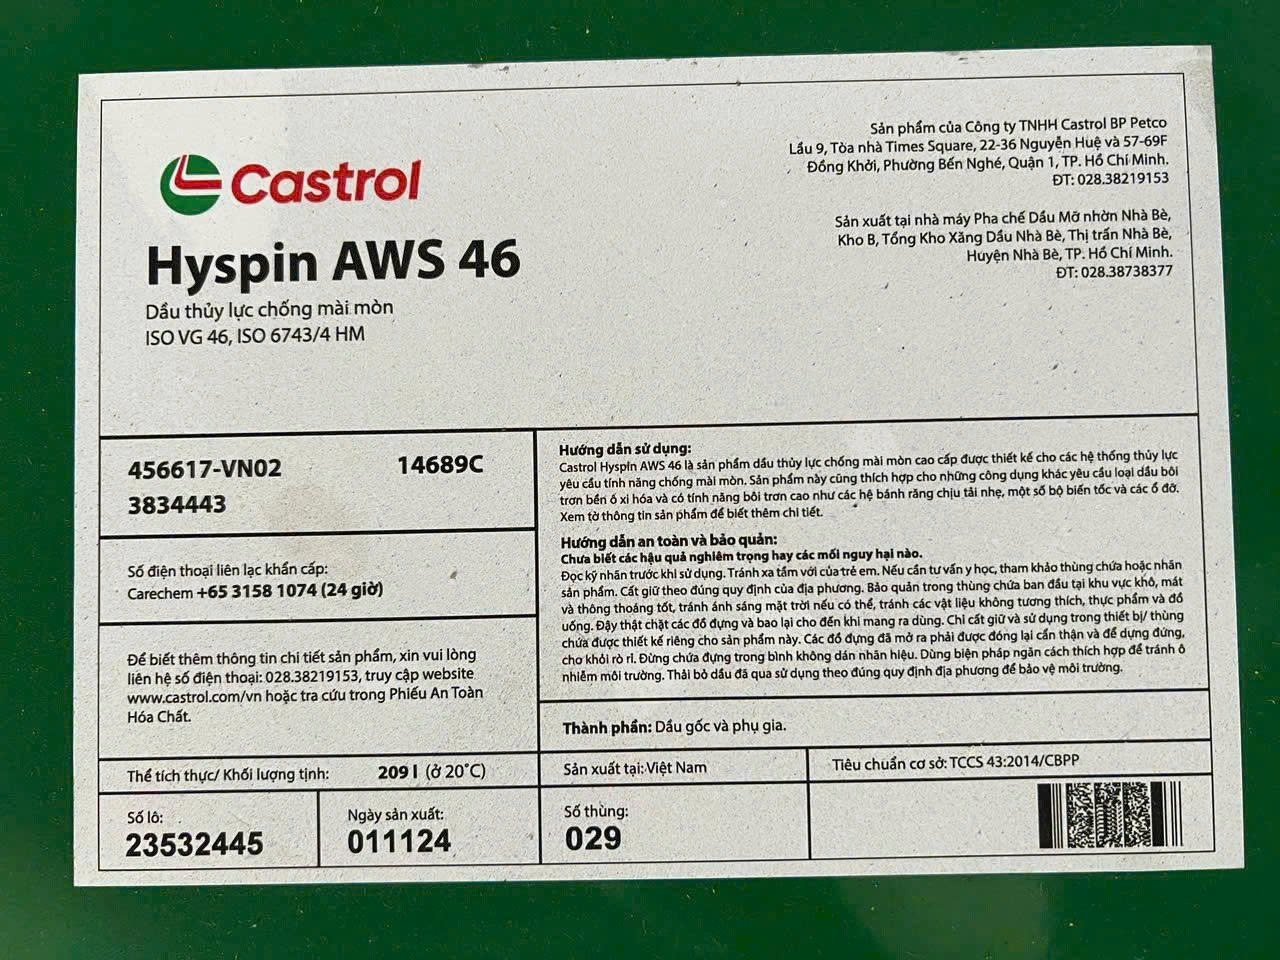 Castrol
Hyspin AWS 46
Dầu thủy lực chống mài mòn
ISO VG 46, ISO 6743/4 HM
Sản phẩm của Công ty TNHH Castrol BP Petco
Lầu 9, Tòa nhà Times Square, 22-36 Nguyễn Huệ và 57-69F
Đồng Khởi, Phường Bến Nghé, Quận 1, TP. Hồ Chí Minh.
ĐT: 028.38219153
Sản xuất tại nhà máy Pha chế Dầu Mỡ nhờn Nhà Bè,
Kho B, Tổng Kho Xăng Dầu Nhà Bè, Thị trấn Nhà Bè,
Huyện Nhà Bè, TP. Hồ Chí Minh.
ĐT: 028.38738377
456617-VN02 14689C
3834443
Số điện thoại liên lạc khẩn cấp:
Carechem +65 3158 1074 (24 giờ)
Để biết thêm thông tin chi tiết sản phẩm, xin vui lòng
liên hệ số điện thoại: 028.38219153, truy cập website
www.castrol.com/vn hoặc tra cứu trong Phiếu An Toàn
Hóa Chất.
Hướng dẫn sử dụng:
Castrol Hyspin AWS 46 là sản phẩm dầu thủy lực chống mài mòn cao cấp được thiết kế cho các hệ thống thủy lực
yêu cầu tính năng chống mài mòn. Sản phẩm này cũng thích hợp cho những công dụng khác yêu cầu loại dầu bôi
trơn bền ô xi hóa và có tính năng bôi trơn cao như các hệ bánh răng chịu tải nhẹ, một số bộ biến tốc và các ổ đỡ.
Xem tờ thông tin sản phẩm để biết thêm chi tiết.
Hướng dẫn an toàn và bảo quản:
Chưa biết các hậu quả nghiêm trọng hay các mối nguy hại nào.
Đọc kỹ nhãn trước khi sử dụng. Tránh xa tầm với của trẻ em. Nếu cần tư vấn y học, tham khảo thùng chứa hoặc nhãn
sản phẩm. Cất giữ theo đúng quy định của địa phương. Bảo quản trong thùng chứa ban đầu tại khu vực khô, mát
và thông thoáng tốt, tránh ánh sáng mặt trời nếu có thể, tránh các vật liệu không tương thích, thực phẩm và đồ
uống. Đậy thật chặt các đồ đựng và bao lại cho đến khi mang ra dùng. Chỉ cất giữ và sử dụng trong thiết bị/ thùng
chứa được thiết kế riêng cho sản phẩm này. Các đồ đựng đã mở ra phải được đóng lại cẩn thận và để dựng đứng,
cho khỏi rò rỉ. Đừng chứa đựng trong bình không dán nhãn hiệu. Dùng biện pháp ngăn cách thích hợp để tránh ô
nhiễm môi trường. Thải bỏ dầu đã qua sử dụng theo đúng quy định địa phương để bảo vệ môi trường.
Thành phần: Dầu gốc và phụ gia.
Thể tích thực/ Khối lượng tịnh: 209 l (ở 20°C)
Sản xuất tại: Việt Nam
Tiêu chuẩn cơ sở: TCCS 43:2014/CBPP
Số lô:
23532445
Ngày sản xuất:
011124
Số thùng:
029